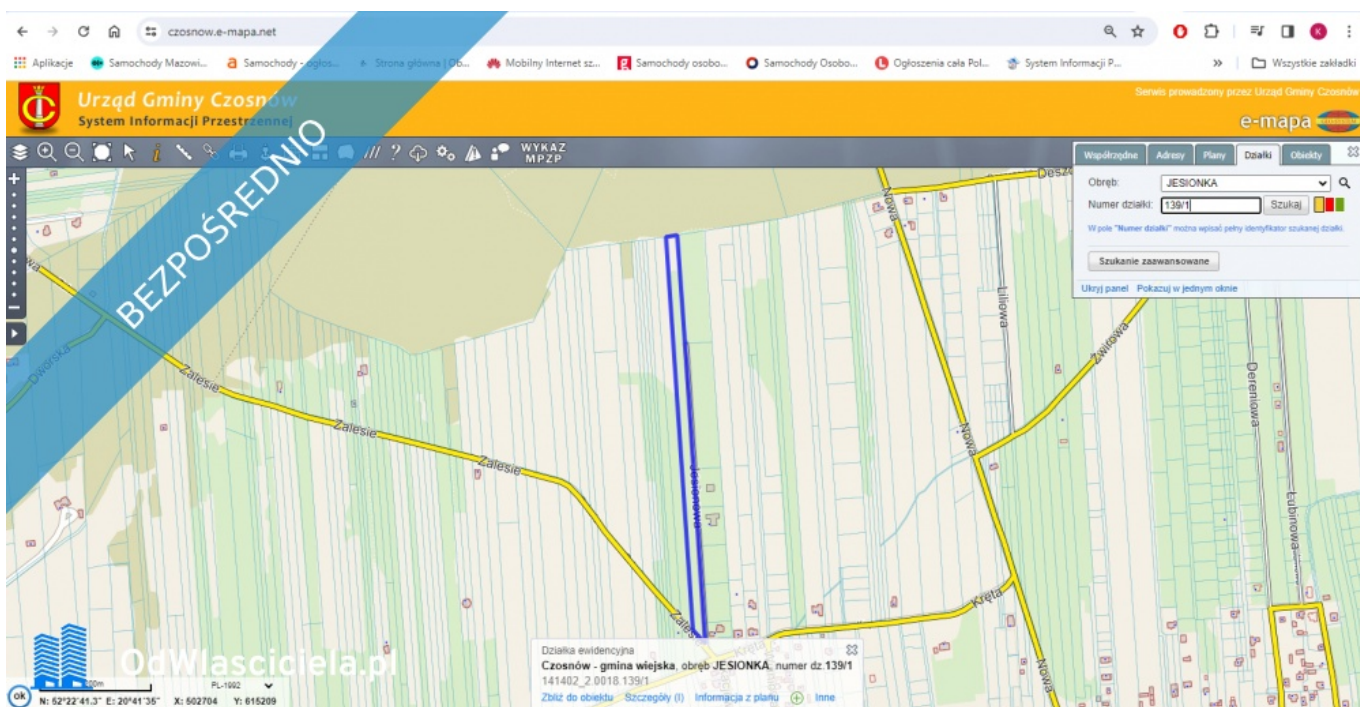 czosnow.e-mapa.net
Aplikacje
Samochody Mazowi...
Samochody - ogłos...
Strona główna | Ob...
Mobilny Internet sz...
Samochody osobo...
Samochody Osobo...
Ogłoszenia cała Pol...
System Informacji P...
Wszystkie zakładki
Urząd Gminy Czosnów
System Informacji Przestrzennej
Serwis prowadzony przez Urząd Gminy Czosnów
e-mapa
WYKAZ
MPZP
Współrzędne
Adresy
Plany
Działki
Obiekty
Obręb: JESIONKA
Numer działki: 139/1 Szukaj
W pole "Numer działki" można wpisać pełny identyfikator szukanej działki.
Szukanie zaawansowane
Ukryj panel Pokazuj w jednym oknie
BEZPOŚREDNIO
Nowa
Liliowa
Żwirowa
Dworska
Zalesie
Zalesie
Zalesie
Dereniowa
Nowa
Jesionowa
Łubinowa
Kręta
Kręta
Nowa
OdWlasciciela.pl
Działka ewidencyjna
Czosnów - gmina wiejska, obręb JESIONKA, numer dz.139/1
141402_2.0018.139/1
Zbliż do obiektu Szczegóły (I) Informacja z planu Inne
PL-1992
ok
N: 52°22'41.3" E: 20°41'35" X: 502704 Y: 615209